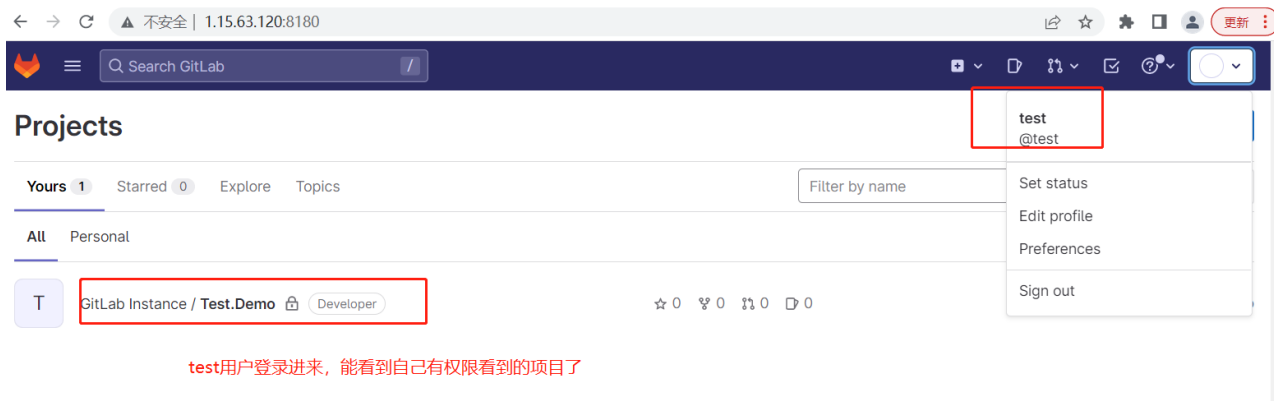 不安全 | 1.15.63.120:8180
更新
Search GitLab
/
test
@test
Projects
Yours 1 Starred 0 Explore Topics
Filter by name
Set status
Edit profile
Preferences
Sign out
All Personal
T
GitLab Instance / Test.Demo Developer
0 0 0 0
test用户登录进来，能看到自己有权限看到的项目了